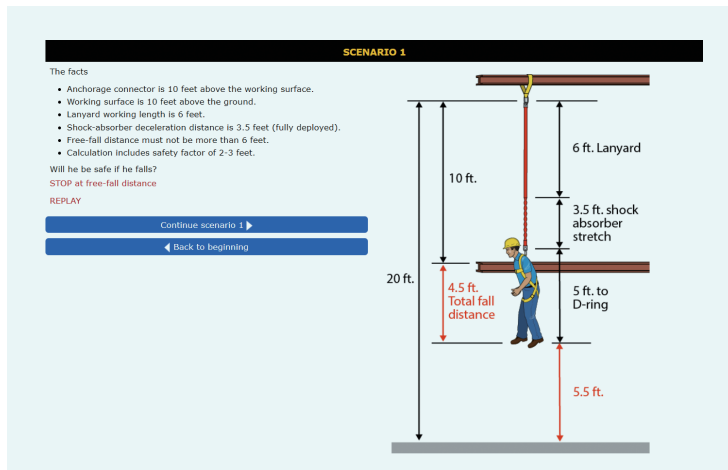 SCENARIO 1
The facts
• Anchorage connector is 10 feet above the working surface.
• Working surface is 10 feet above the ground.
• Lanyard working length is 6 feet.
• Shock-absorber deceleration distance is 3.5 feet (fully deployed).
• Free-fall distance must not be more than 6 feet.
• Calculation includes safety factor of 2-3 feet.
Will he be safe if he falls?
STOP at free-fall distance
REPLAY
Continue scenario 1
Back to beginning
20 ft.
10 ft.
4.5 ft.
Total fall
distance
6 ft. Lanyard
3.5 ft. shock
absorber
stretch
5 ft. to
D-ring
5.5 ft.